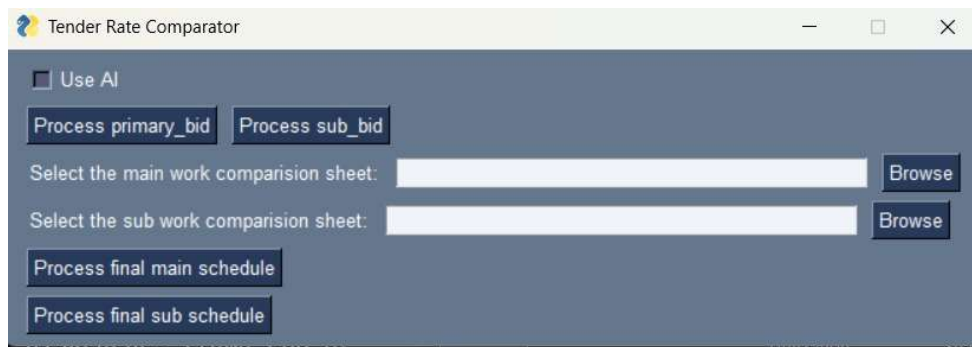 Tender Rate Comparator
Use AI
Process primary_bid Process sub_bid
Select the main work comparision sheet: Browse
Select the sub work comparision sheet: Browse
Process final main schedule
Process final sub schedule